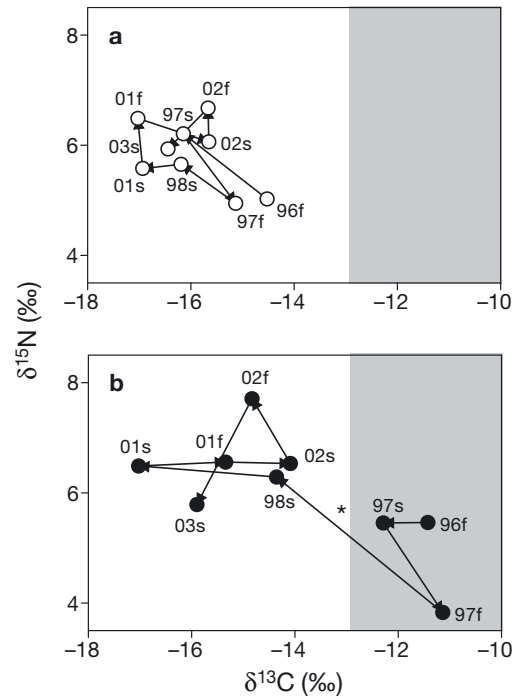 8
a
02f
01f
97s
6
03s
02s
98s
01s
97f
96f
4
−18
−16
−14
−12
−10
δ15N (‰)
8
b
02f
01s
01f
02s
6
98s
*
97s
96f
03s
4
97f
−18
−16
−14
−12
−10
δ13C (‰)